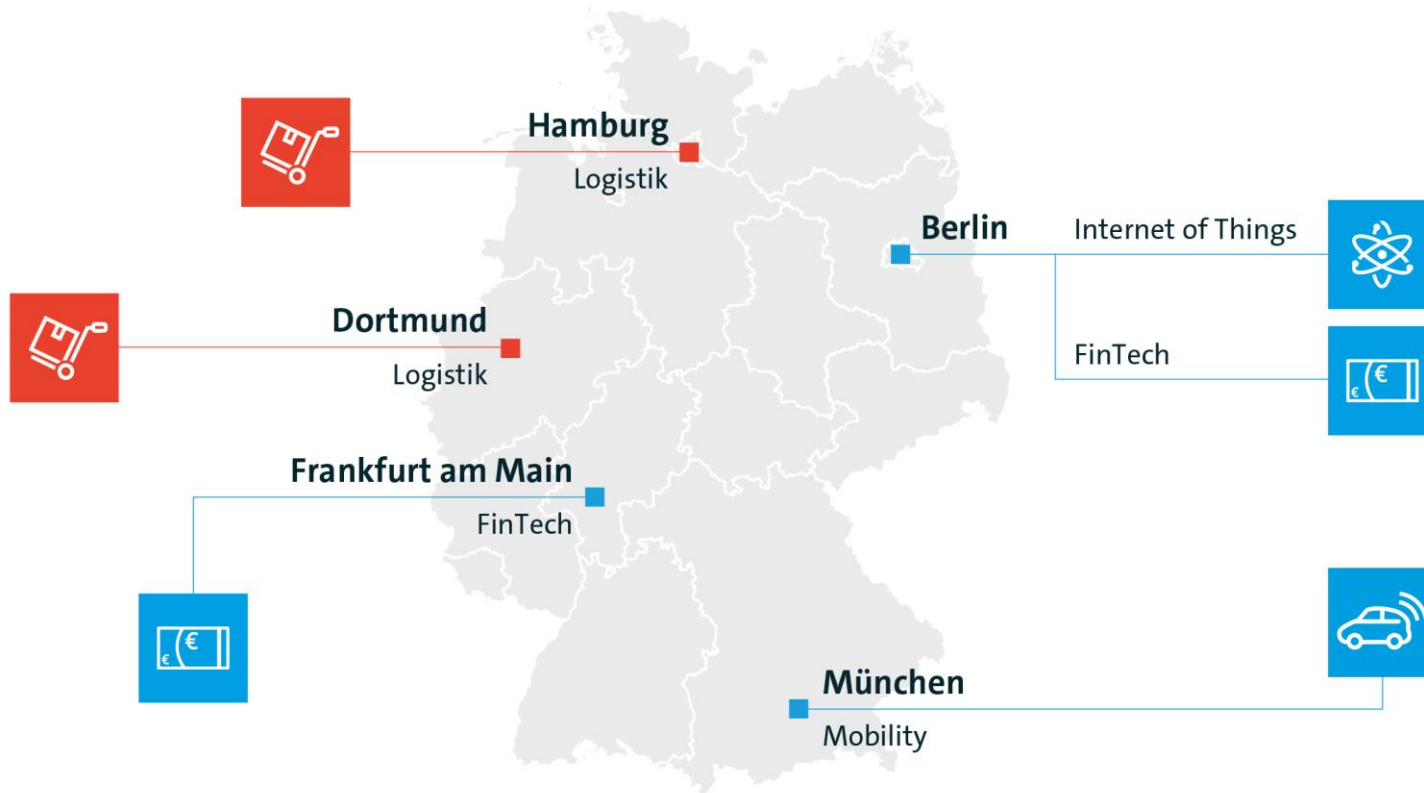 Hamburg
Logistik
Berlin
Internet of Things
FinTech
€
€
Dortmund
Logistik
Frankfurt am Main
FinTech
€
€
München
Mobility